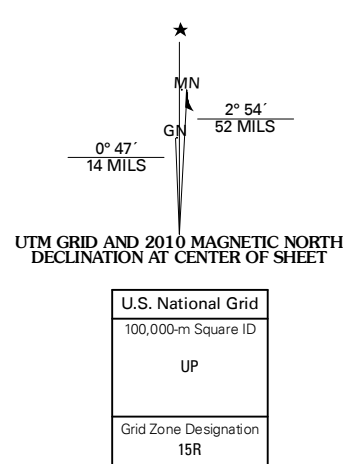 MN
GN
2° 54´
52 MILS
0° 47´
14 MILS
UTM GRID AND 2010 MAGNETIC NORTH
DECLINATION AT CENTER OF SHEET
U.S. National Grid
100,000-m Square ID
UP
Grid Zone Designation
15R